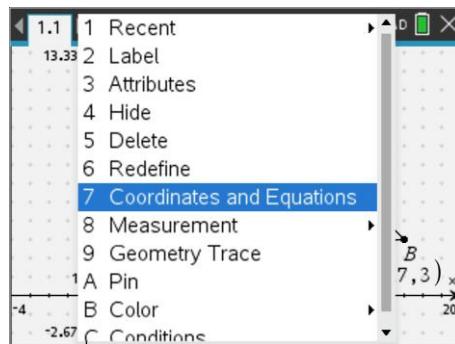 1.1
D
13.33
1 Recent
2 Label
3 Attributes
4 Hide
5 Delete
6 Redefine
7 Coordinates and Equations
8 Measurement
9 Geometry Trace
A Pin
B Color
C Conditions
B
7,3)
x
1
-4
20
-2.67